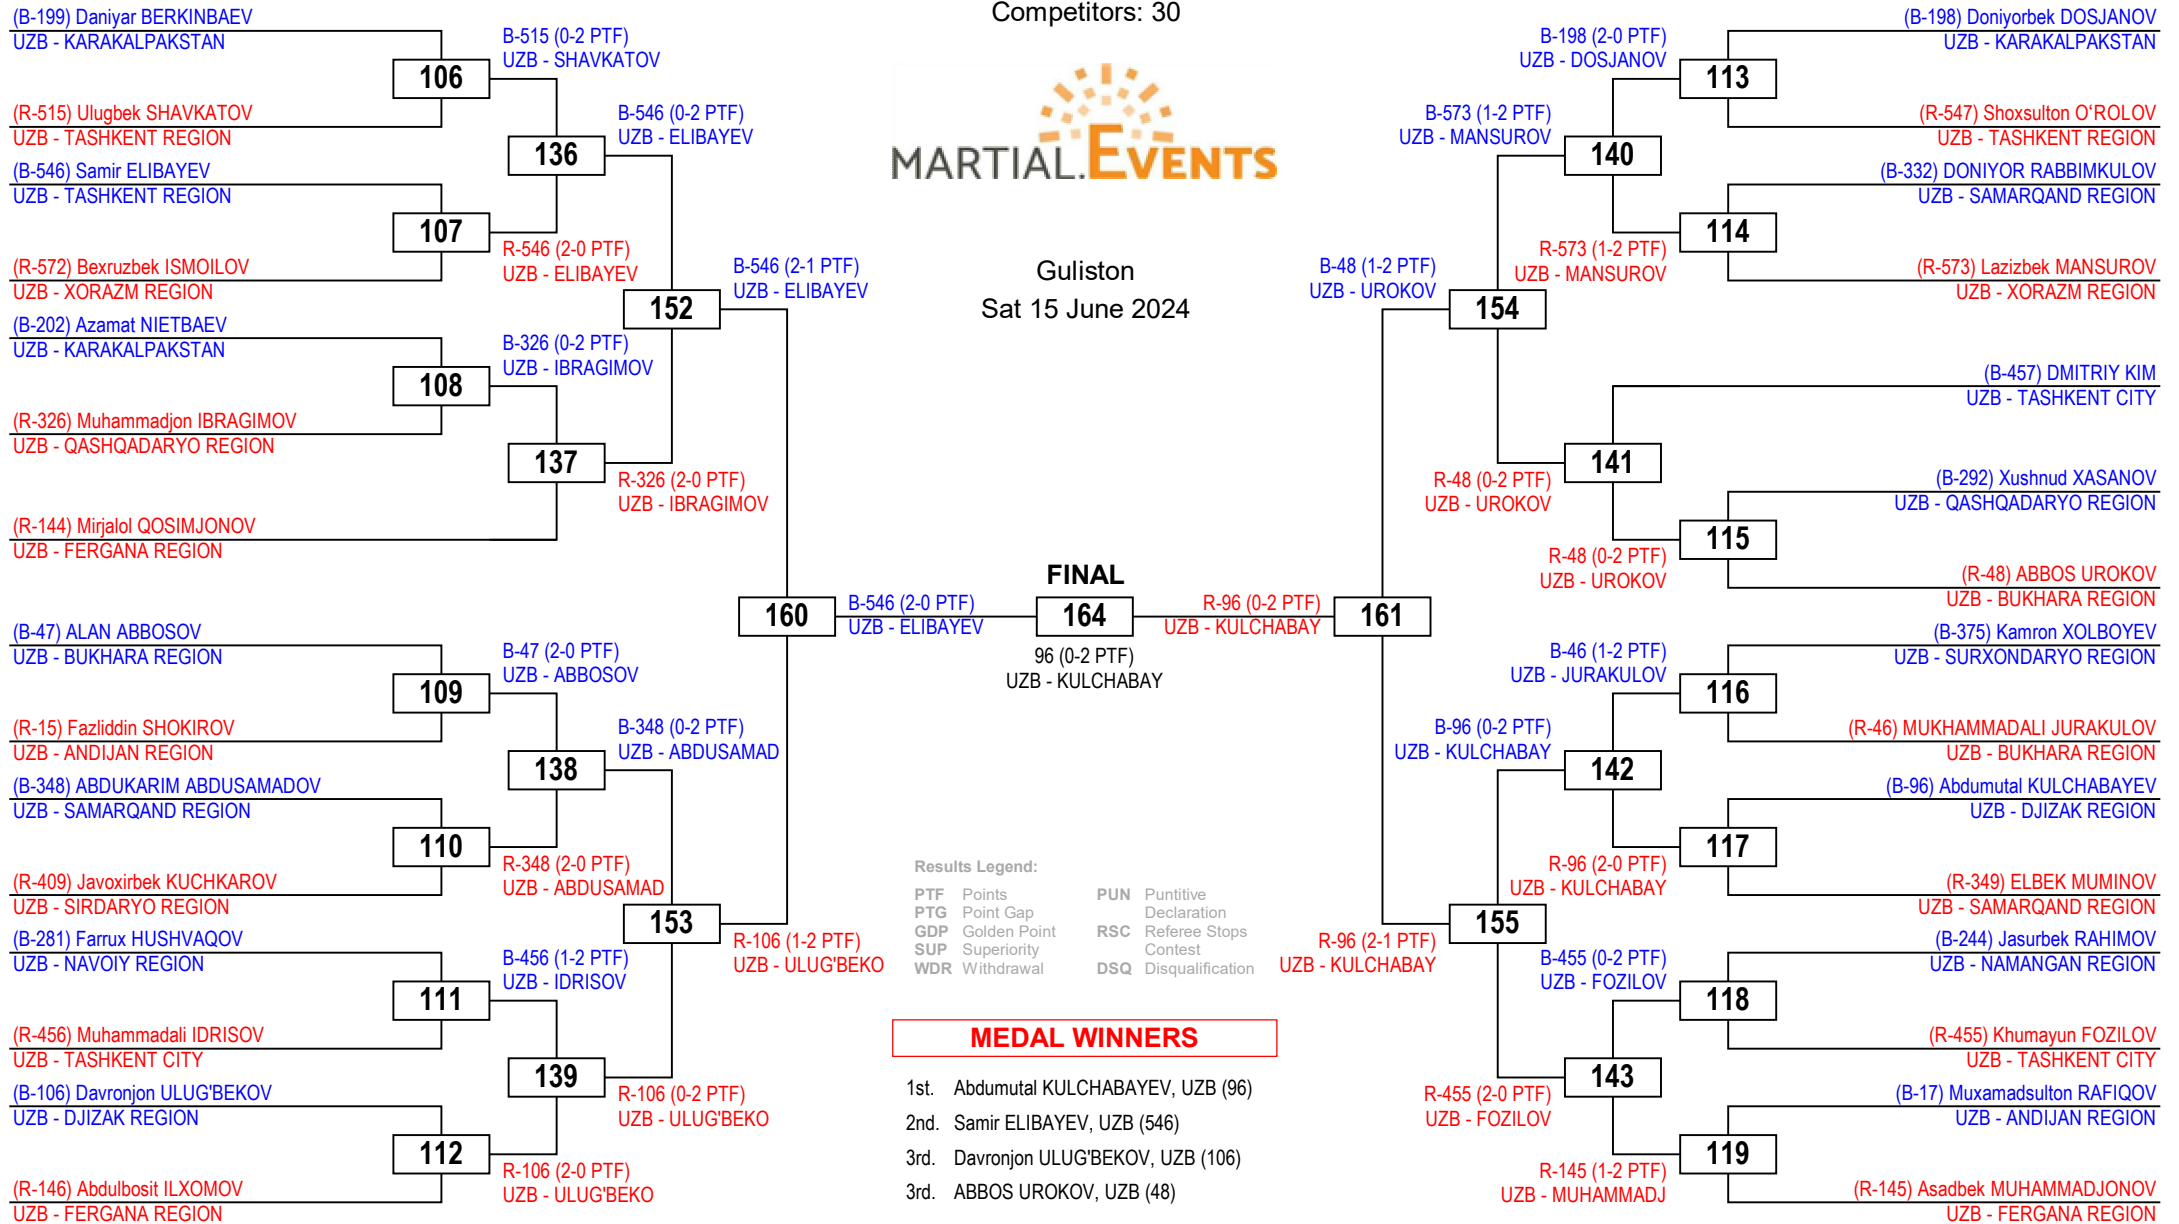 Competitors: 30
MARTIAL.EVENTS
Guliston
Sat 15 June 2024
(B-199) Daniyar BERKINBAEV
UZB - KARAKALPAKSTAN
106
(R-515) Ulugbek SHAVKATOV
UZB - TASHKENT REGION
(B-546) Samir ELIBAYEV
UZB - TASHKENT REGION
107
(R-572) Bexruzbek ISMOILOV
UZB - XORAZM REGION
(B-202) Azamat NIETBAEV
UZB - KARAKALPAKSTAN
108
(R-326) Muhammadjon IBRAGIMOV
UZB - QASHQADARYO REGION
(R-144) Mirjalol QOSIMJONOV
UZB - FERGANA REGION
(B-47) ALAN ABBOSOV
UZB - BUKHARA REGION
109
(R-15) Fazliddin SHOKIROV
UZB - ANDIJAN REGION
(B-348) ABDUKARIM ABDUSAMADOV
UZB - SAMARQAND REGION
110
(R-409) Javoxirbek KUCHKAROV
UZB - SIRDARYO REGION
(B-281) Farrux HUSHVAQOV
UZB - NAVOIY REGION
111
(R-456) Muhammadali IDRISOV
UZB - TASHKENT CITY
(B-106) Davronjon ULUG'BEKOV
UZB - DJIZAK REGION
112
(R-146) Abdulbosit ILXOMOV
UZB - FERGANA REGION
B-515 (0-2 PTF)
UZB - SHAVKATOV
136
R-546 (2-0 PTF)
UZB - ELIBAYEV
B-326 (0-2 PTF)
UZB - IBRAGIMOV
137
B-47 (2-0 PTF)
UZB - ABBOSOV
138
R-348 (2-0 PTF)
UZB - ABDUSAMAD
B-456 (1-2 PTF)
UZB - IDRISOV
139
R-106 (2-0 PTF)
UZB - ULUG'BEKO
B-546 (0-2 PTF)
UZB - ELIBAYEV
152
R-326 (2-0 PTF)
UZB - IBRAGIMOV
B-348 (0-2 PTF)
UZB - ABDUSAMAD
153
R-106 (0-2 PTF)
UZB - ULUG'BEKO
B-546 (2-1 PTF)
UZB - ELIBAYEV
160
R-106 (1-2 PTF)
UZB - ULUG'BEKO
B-546 (2-0 PTF)
UZB - ELIBAYEV
FINAL
164
96 (0-2 PTF)
UZB - KULCHABAY
R-96 (0-2 PTF)
UZB - KULCHABAY
161
B-48 (1-2 PTF)
UZB - UROKOV
R-96 (2-1 PTF)
UZB - KULCHABAY
B-573 (1-2 PTF)
UZB - MANSUROV
154
R-48 (0-2 PTF)
UZB - UROKOV
B-96 (0-2 PTF)
UZB - KULCHABAY
155
R-455 (2-0 PTF)
UZB - FOZILOV
B-198 (2-0 PTF)
UZB - DOSJANOV
140
R-573 (1-2 PTF)
UZB - MANSUROV
141
R-48 (0-2 PTF)
UZB - UROKOV
B-46 (1-2 PTF)
UZB - JURAKULOV
142
R-96 (2-0 PTF)
UZB - KULCHABAY
B-455 (0-2 PTF)
UZB - FOZILOV
143
R-145 (1-2 PTF)
UZB - MUHAMMADJ
(B-198) Doniyorbek DOSJANOV
UZB - KARAKALPAKSTAN
113
(R-547) Shoxsulton O‘ROLOV
UZB - TASHKENT REGION
(B-332) DONIYOR RABBIMKULOV
UZB - SAMARQAND REGION
114
(R-573) Lazizbek MANSUROV
UZB - XORAZM REGION
(B-457) DMITRIY KIM
UZB - TASHKENT CITY
(B-292) Xushnud XASANOV
UZB - QASHQADARYO REGION
115
(R-48) ABBOS UROKOV
UZB - BUKHARA REGION
(B-375) Kamron XOLBOYEV
UZB - SURXONDARYO REGION
116
(R-46) MUKHAMMADALI JURAKULOV
UZB - BUKHARA REGION
(B-96) Abdumutal KULCHABAYEV
UZB - DJIZAK REGION
117
(R-349) ELBEK MUMINOV
UZB - SAMARQAND REGION
(B-244) Jasurbek RAHIMOV
UZB - NAMANGAN REGION
118
(R-455) Khumayun FOZILOV
UZB - TASHKENT CITY
(B-17) Muxamadsulton RAFIQOV
UZB - ANDIJAN REGION
119
(R-145) Asadbek MUHAMMADJONOV
UZB - FERGANA REGION
Results Legend:
PTF Points PUN Puntitive
PTG Point Gap Declaration
GDP Golden Point RSC Referee Stops
SUP Superiority Contest
WDR Withdrawal DSQ Disqualification
MEDAL WINNERS
1st. Abdumutal KULCHABAYEV, UZB (96)
2nd. Samir ELIBAYEV, UZB (546)
3rd. Davronjon ULUG'BEKOV, UZB (106)
3rd. ABBOS UROKOV, UZB (48)